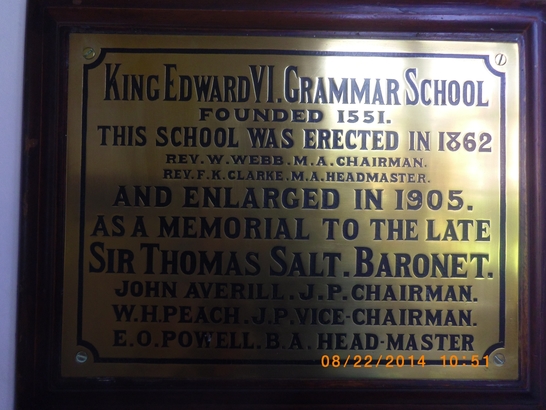 KING EDWARD VI. GRAMMAR SCHOOL
FOUNDED 1551.
THIS SCHOOL WAS ERECTED IN 1862
REV. W. WEBB. M.A. CHAIRMAN.
REV. F. K. CLARKE. M.A. HEADMASTER.
AND ENLARGED IN 1905.
AS A MEMORIAL TO THE LATE
SIR THOMAS SALT. BARONET.
JOHN AVERILL. J.P. CHAIRMAN.
W.H. PEACH. J.P. VICE-CHAIRMAN.
E.O. POWELL. B.A. HEAD-MASTER
08/22/2014 10:51